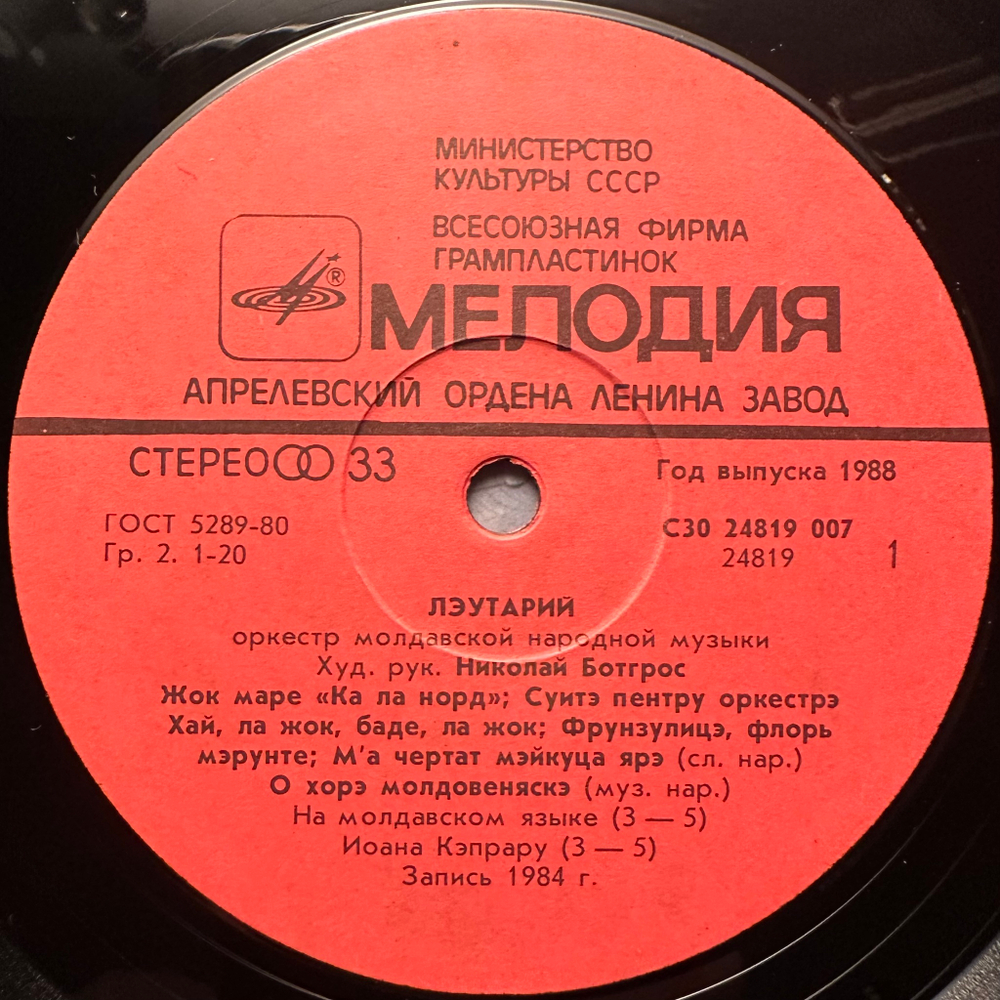 МИНИСТЕРСТВО
КУЛЬТУРЫ СССР
ВСЕСОЮЗНАЯ ФИРМА
ГРАМПЛАСТИНОК
®
МЕЛОДИЯ
АПРЕЛЕВСКИЙ ОРДЕНА ЛЕНИНА ЗАВОД
СТЕРЕО 33
Год выпуска 1988
ГОСТ 5289-80
Гр. 2. 1-20
С30 24819 007
24819 1
ЛЭУТАРИЙ
оркестр молдавской народной музыки
Худ. рук. Николай Ботгрос
Жок маре «Ка ла норд»; Суитэ пентру оркестрэ
Хай, ла жок, баде, ла жок; Фрунзулицэ, флорь
мэрунте; М'а чертат мэйкуца ярэ (сл. нар.)
О хорэ молдовеняскэ (муз. нар.)
На молдавском языке (3 — 5)
Иоана Кэпрару (3 — 5)
Запись 1984 г.